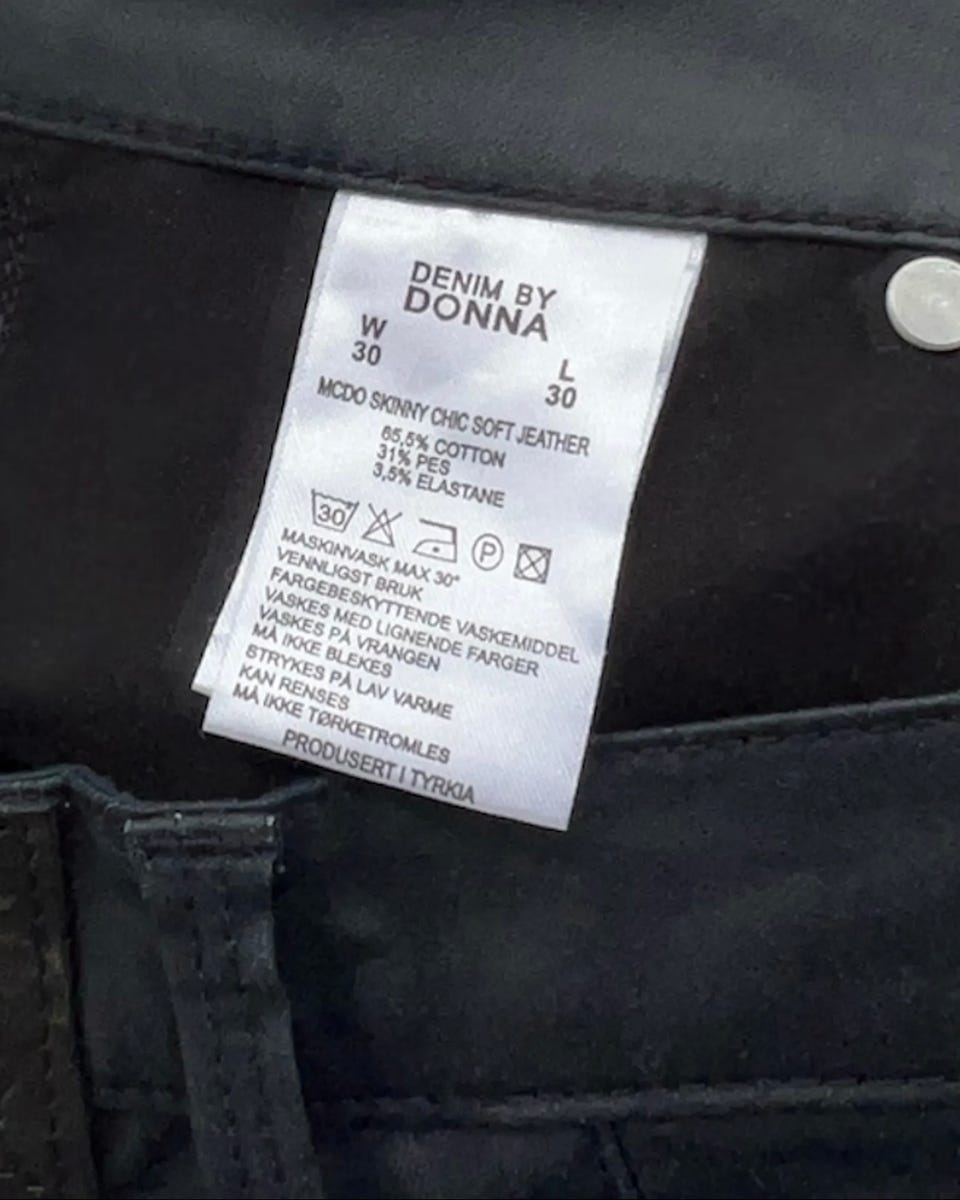 DENIM BY
DONNA
W L
30 30
MCDO SKINNY CHIC SOFT JEATHER
65,5% COTTON
31% PES
3,5% ELASTANE
30 P
MASKINVASK MAX 30°
VENNLIGST BRUK
FARGEBESKYTTENDE VASKEMIDDEL
VASKES MED LIGNENDE FARGER
VASKES PÅ VRANGEN
MÅ IKKE BLEKES
STRYKES PÅ LAV VARME
KAN RENSES
MÅ IKKE TØRKETROMLES
PRODUSERT I TYRKIA